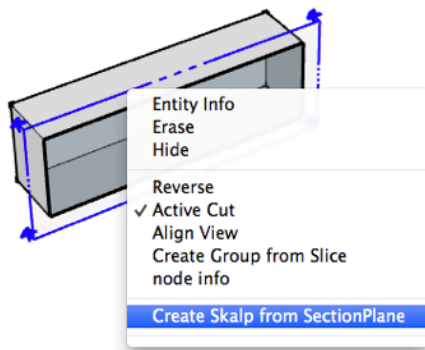 Entity Info
Erase
Hide
Reverse
✓ Active Cut
Align View
Create Group from Slice
node info
Create Skalp from SectionPlane